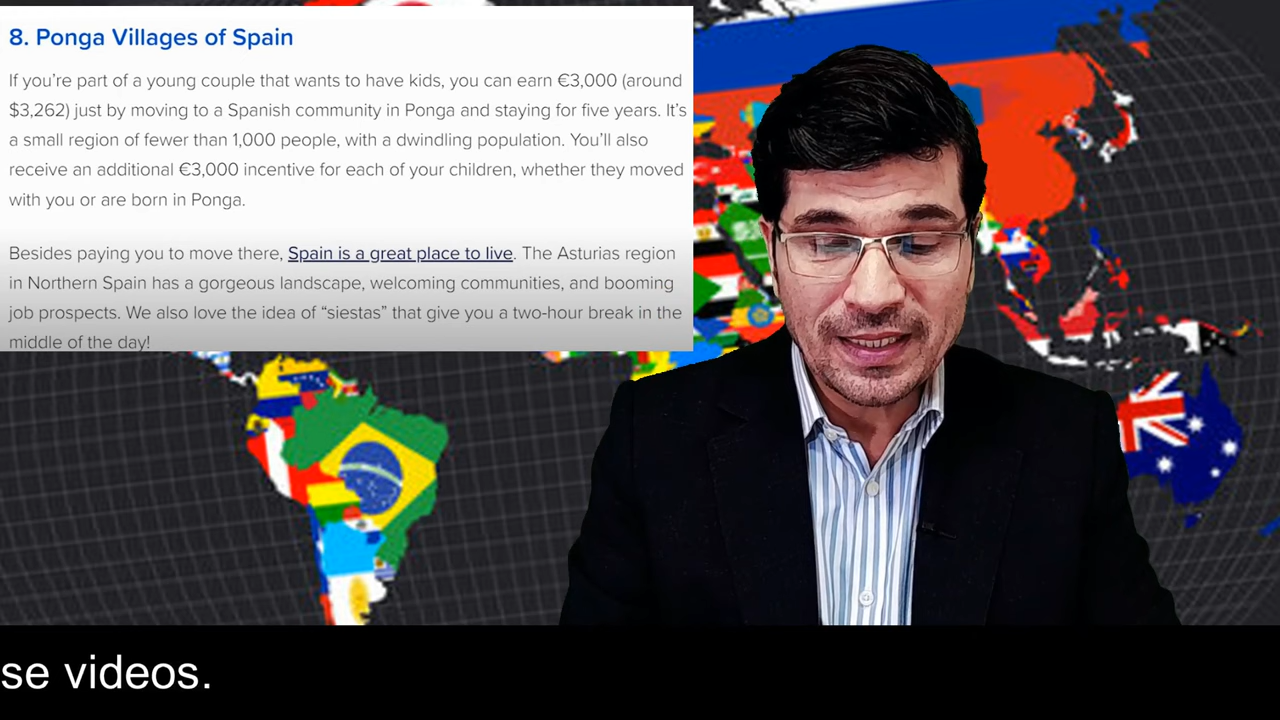 8. Ponga Villages of Spain
If you’re part of a young couple that wants to have kids, you can earn €3,000 (around
$3,262) just by moving to a Spanish community in Ponga and staying for five years. It’s
a small region of fewer than 1,000 people, with a dwindling population. You’ll also
receive an additional €3,000 incentive for each of your children, whether they moved
with you or are born in Ponga.
Besides paying you to move there, Spain is a great place to live. The Asturias region
in Northern Spain has a gorgeous landscape, welcoming communities, and booming
job prospects. We also love the idea of “siestas” that give you a two-hour break in the
middle of the day!
se videos.